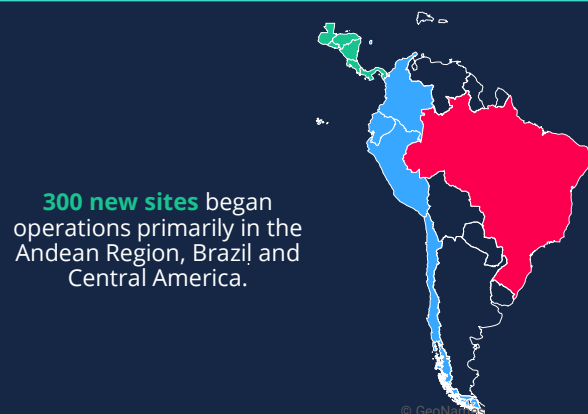 300 new sites began
operations primarily in the
Andean Region, Brazil and
Central America.
© GeoNames